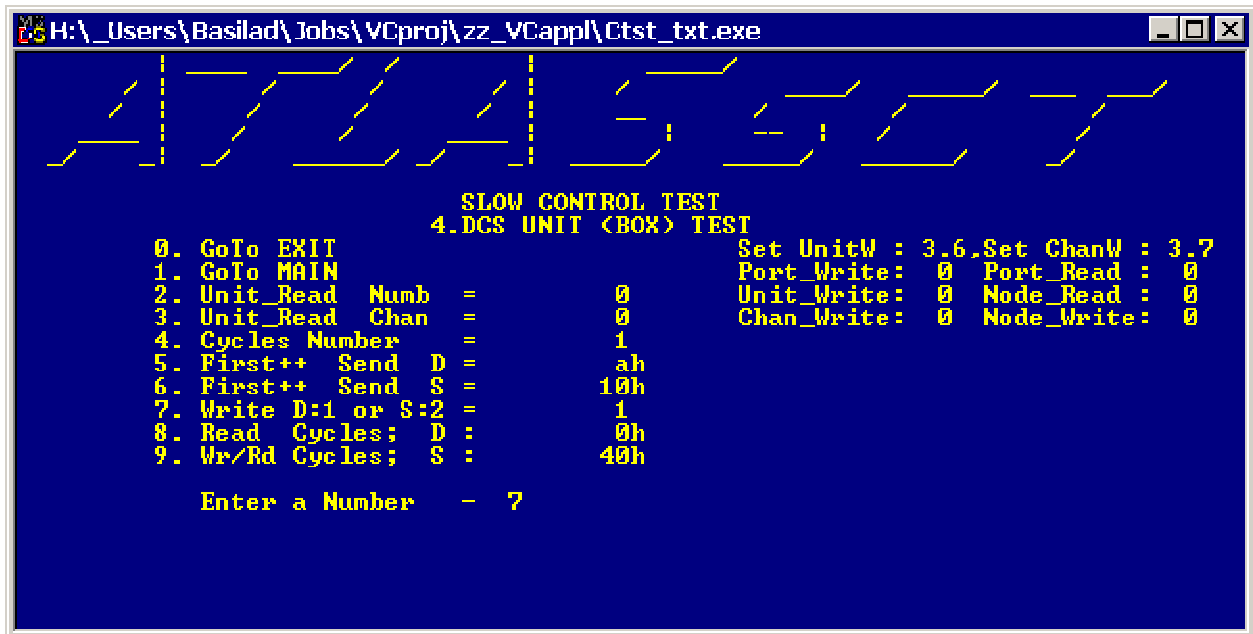 H:\_Users\Basilad\Jobs\VCproj\zz_VCappl\Ctst_txt.exe
ATLAS SCT
SLOW CONTROL TEST
4.DCS UNIT (BOX) TEST
0. GoTo EXIT Set UnitW : 3.6,Set ChanW : 3.7
1. GoTo MAIN Port_Write: 0 Port_Read : 0
2. Unit_Read Numb = 0 Unit_Write: 0 Node_Read : 0
3. Unit_Read Chan = 0 Chan_Write: 0 Node_Write: 0
4. Cycles Number = 1
5. First++ Send D = ah
6. First++ Send S = 10h
7. Write D:1 or S:2 = 1
8. Read Cycles; D : 0h
9. Wr/Rd Cycles; S : 40h
Enter a Number - 7